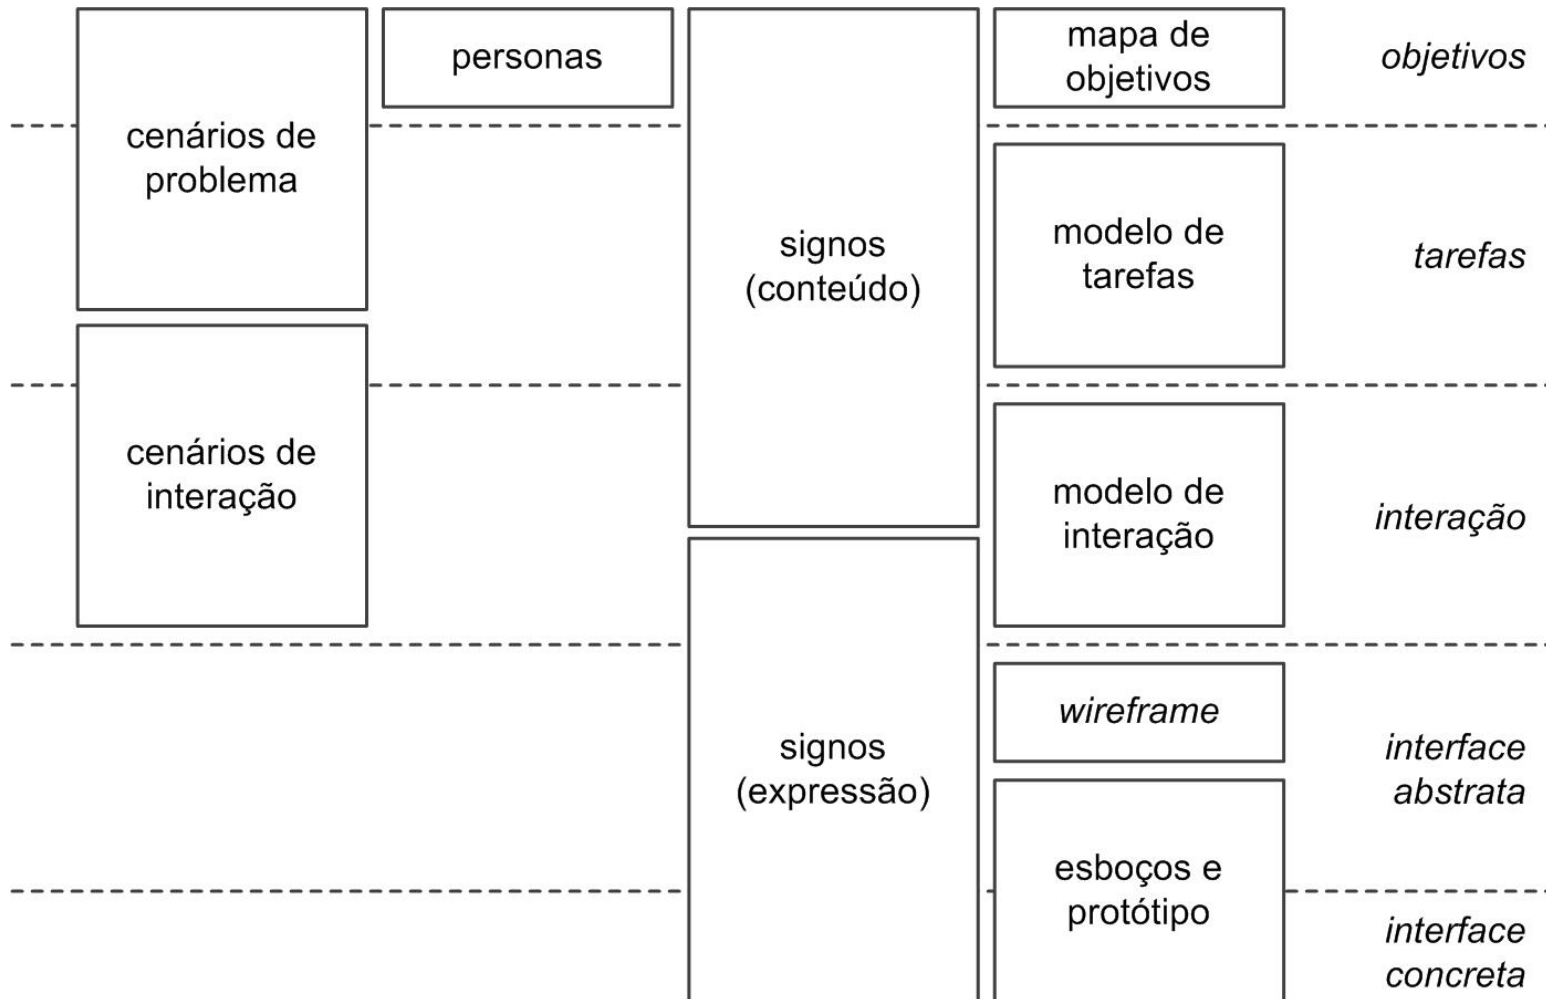 personas
mapa de
objetivos
objetivos
cenários de
problema
signos
(conteúdo)
modelo de
tarefas
tarefas
cenários de
interação
modelo de
interação
interação
wireframe
signos
(expressão)
interface
abstrata
esboços e
protótipo
interface
concreta